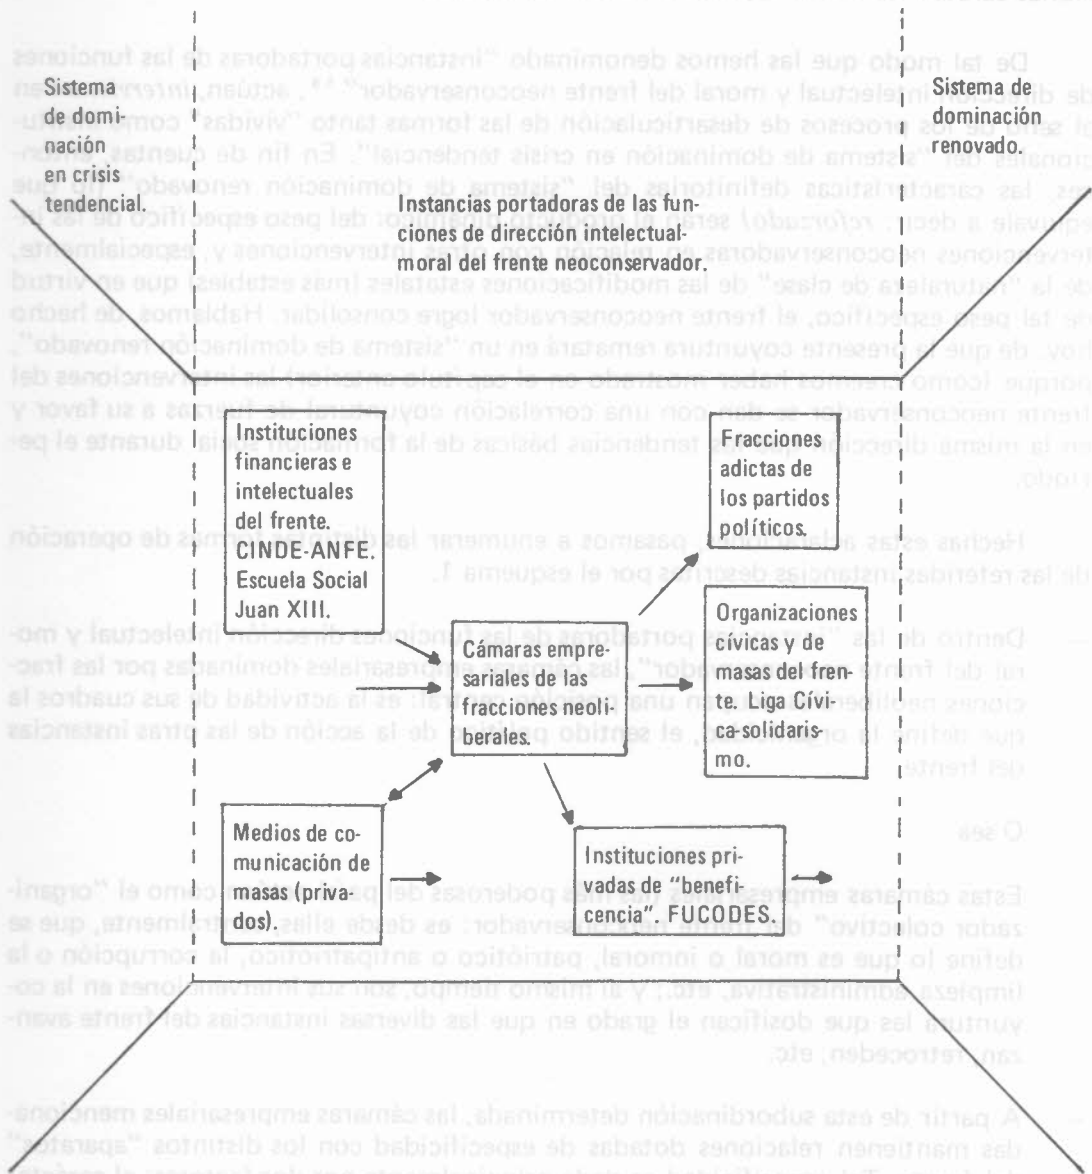 Sistema
de domi-
nación
en crisis
tendencial.
Instancias portadoras de las fun-
ciones de dirección intelectual-
moral del frente neoconservador.
Sistema de
dominación
renovado.
Instituciones
financieras e
intelectuales
del frente.
CINDE-ANFE.
Escuela Social
Juan XIII.
Fracciones
adictas de
los partidos
políticos.
Cámaras empre-
sariales de las
fracciones neoli-
berales.
Organizaciones
cívicas y de
masas del fren-
te. Liga Cívi-
ca-solidaris-
mo.
Medios de co-
municación de
masas (priva-
dos).
Instituciones pri-
vadas de “benefi-
cencia”, FUCODES.